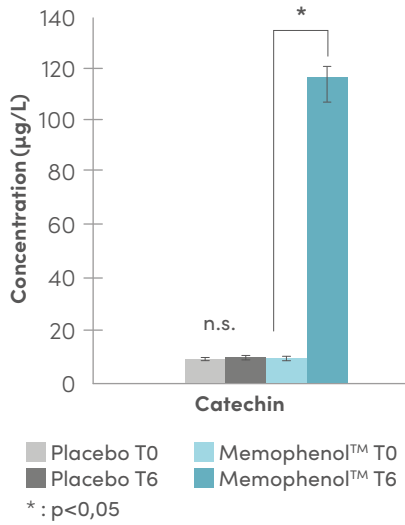 140
*
120
100
80
60
40
20
0
Concentration (µg/L)
n.s.
Catechin
Placebo T0
Memophenol™ T0
Placebo T6
Memophenol™ T6
* : p<0,05